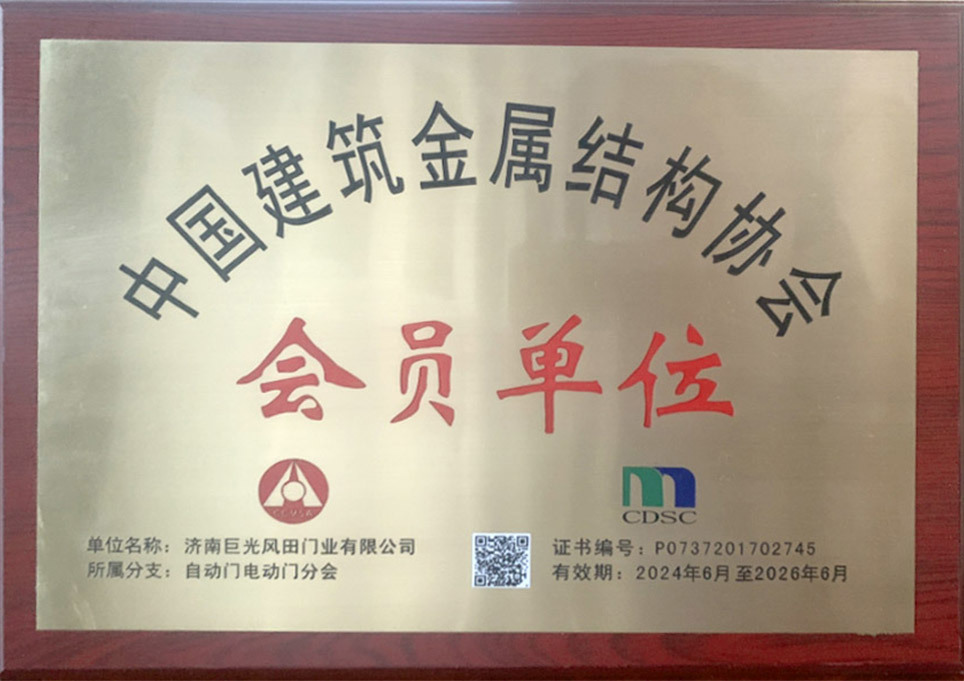 中国建筑金属结构协会
会员单位
CCMSA
CDSC
单位名称：济南巨光风田门业有限公司
所属分支：自动门电动门分会
证书编号：P0737201702745
有效期：2024年6月至2026年6月